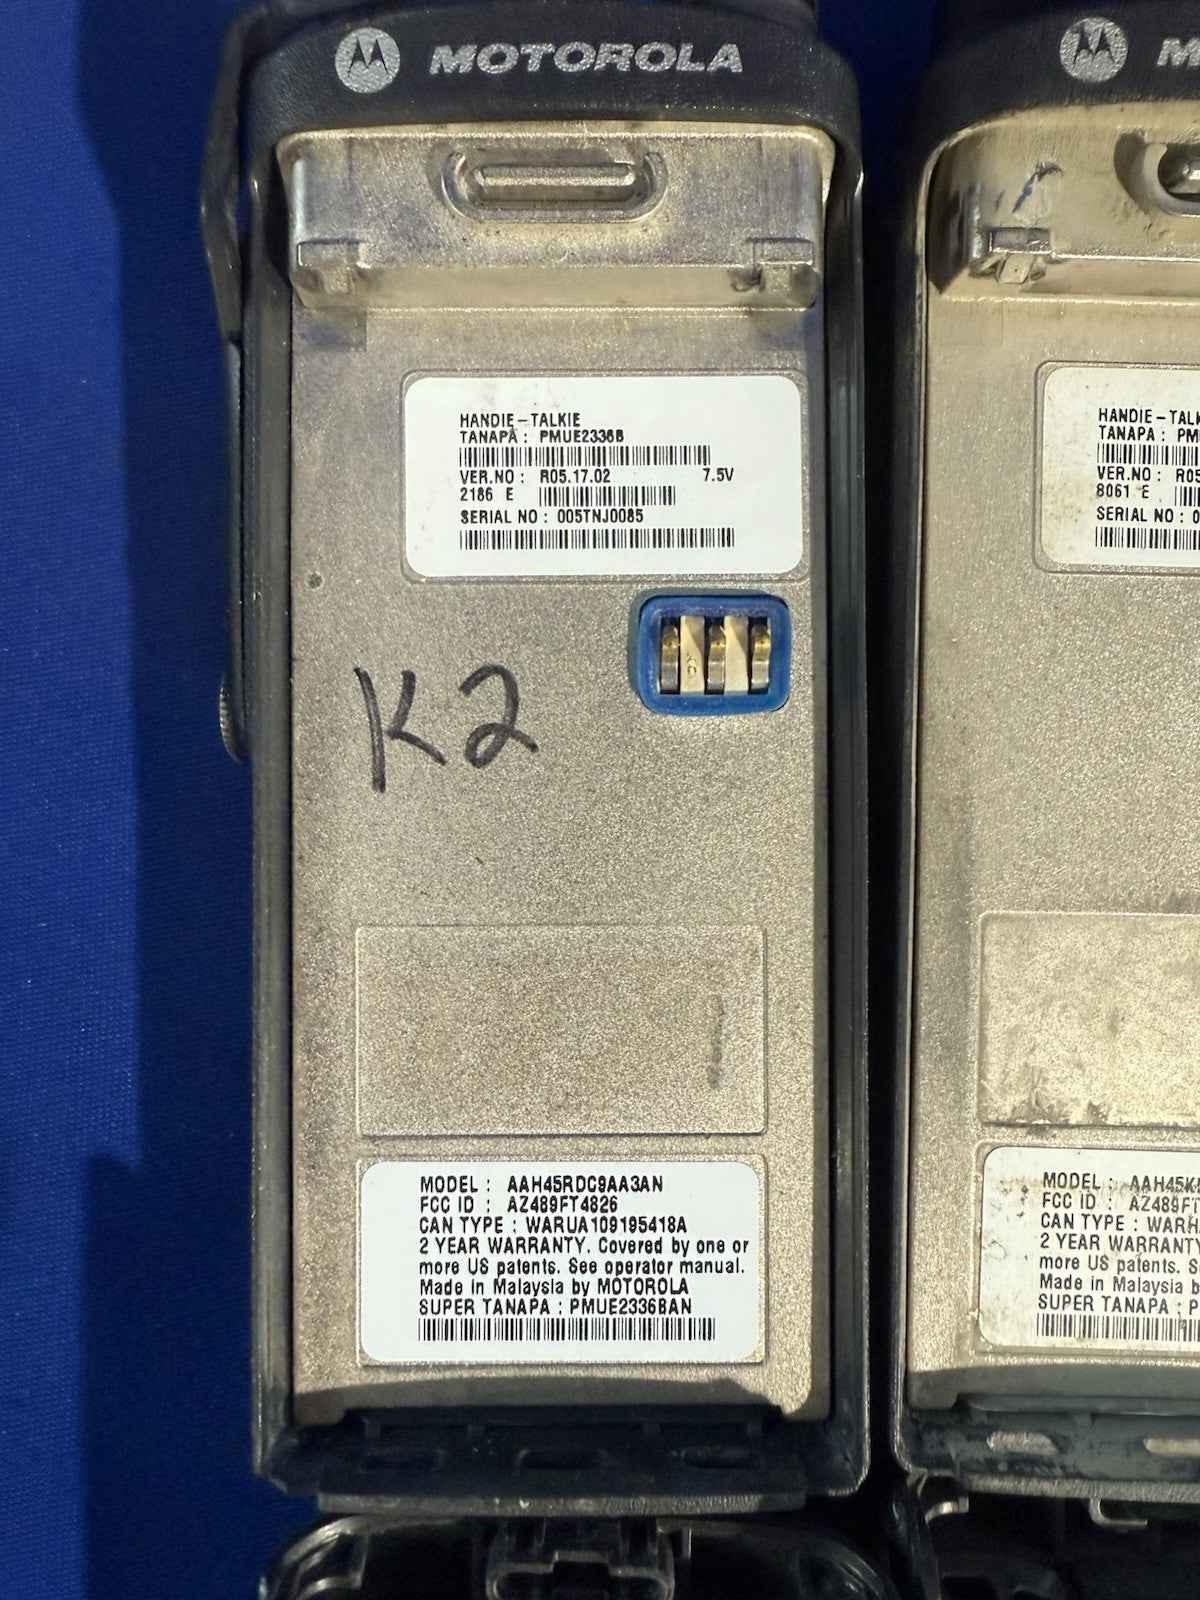 MOTOROLA
HANDIE-TALKIE
TANAPA : PMUE2336B
VER.NO : R05.17.02 7.5V
2186 E
SERIAL NO : 005TNJ0085
K2
MODEL : AAH45RDC9AA3AN
FCC ID : AZ489FT4826
CAN TYPE : WARUA109195418A
2 YEAR WARRANTY. Covered by one or
more US patents. See operator manual.
Made in Malaysia by MOTOROLA
SUPER TANAPA : PMUE2336BAN
M
HANDIE-TALK
TANAPA : PM
VER.NO : R05
8061 E
SERIAL NO : 0
MODEL : AAH45K
FCC ID : AZ489FT
CAN TYPE : WARH
2 YEAR WARRANTY
more US patents. S
Made in Malaysia b
SUPER TANAPA : P